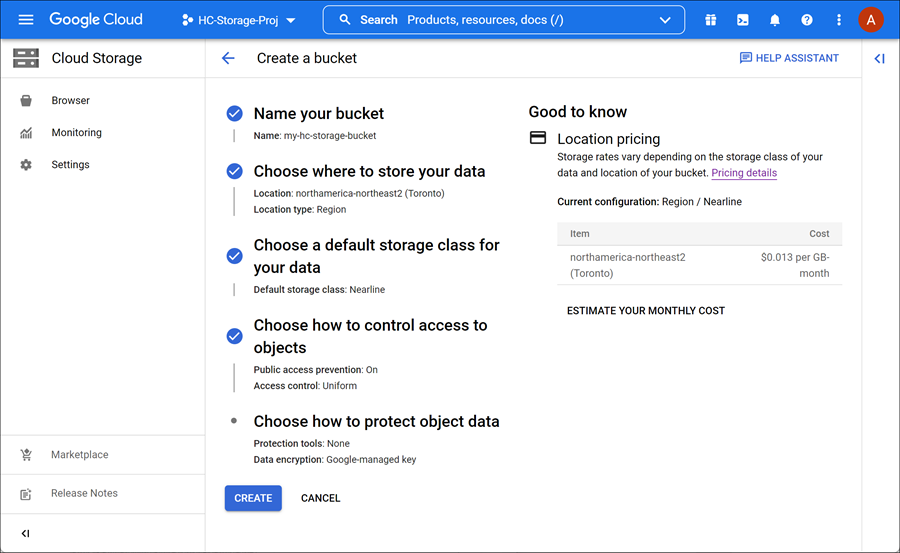 Google Cloud
HC-Storage-Proj
Search Products, resources, docs (/)
A
Cloud Storage
Create a bucket
HELP ASSISTANT
Browser
Monitoring
Settings
Marketplace
Release Notes
Name your bucket
Name: my-hc-storage-bucket
Choose where to store your data
Location: northamerica-northeast2 (Toronto)
Location type: Region
Choose a default storage class for
your data
Default storage class: Nearline
Choose how to control access to
objects
Public access prevention: On
Access control: Uniform
Choose how to protect object data
Protection tools: None
Data encryption: Google-managed key
CREATE
CANCEL
Good to know
Location pricing
Storage rates vary depending on the storage class of your
data and location of your bucket. Pricing details
Current configuration: Region / Nearline
Item Cost
northamerica-northeast2 $0.013 per GB-
(Toronto) month
ESTIMATE YOUR MONTHLY COST